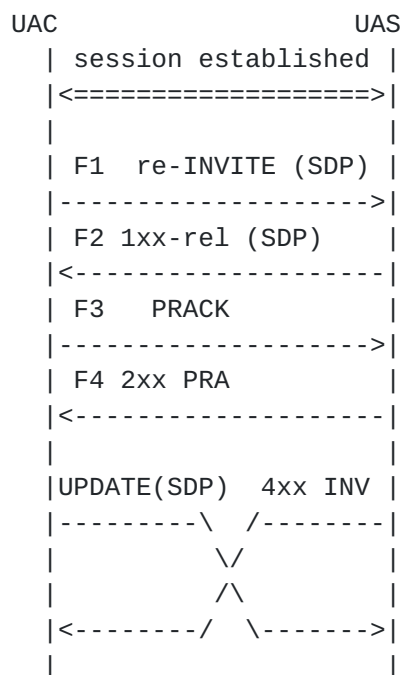 UAC UAS
| session established |
|<===================>|
| |
| F1 re-INVITE (SDP) |
|-------------------->|
| F2 1xx-rel (SDP) |
|<--------------------|
| F3 PRACK |
|-------------------->|
| F4 2xx PRA |
|<--------------------|
| |
|UPDATE(SDP) 4xx INV |
|---------\ /--------|
| \/ |
| /\ |
|<--------/ \------->|
| |